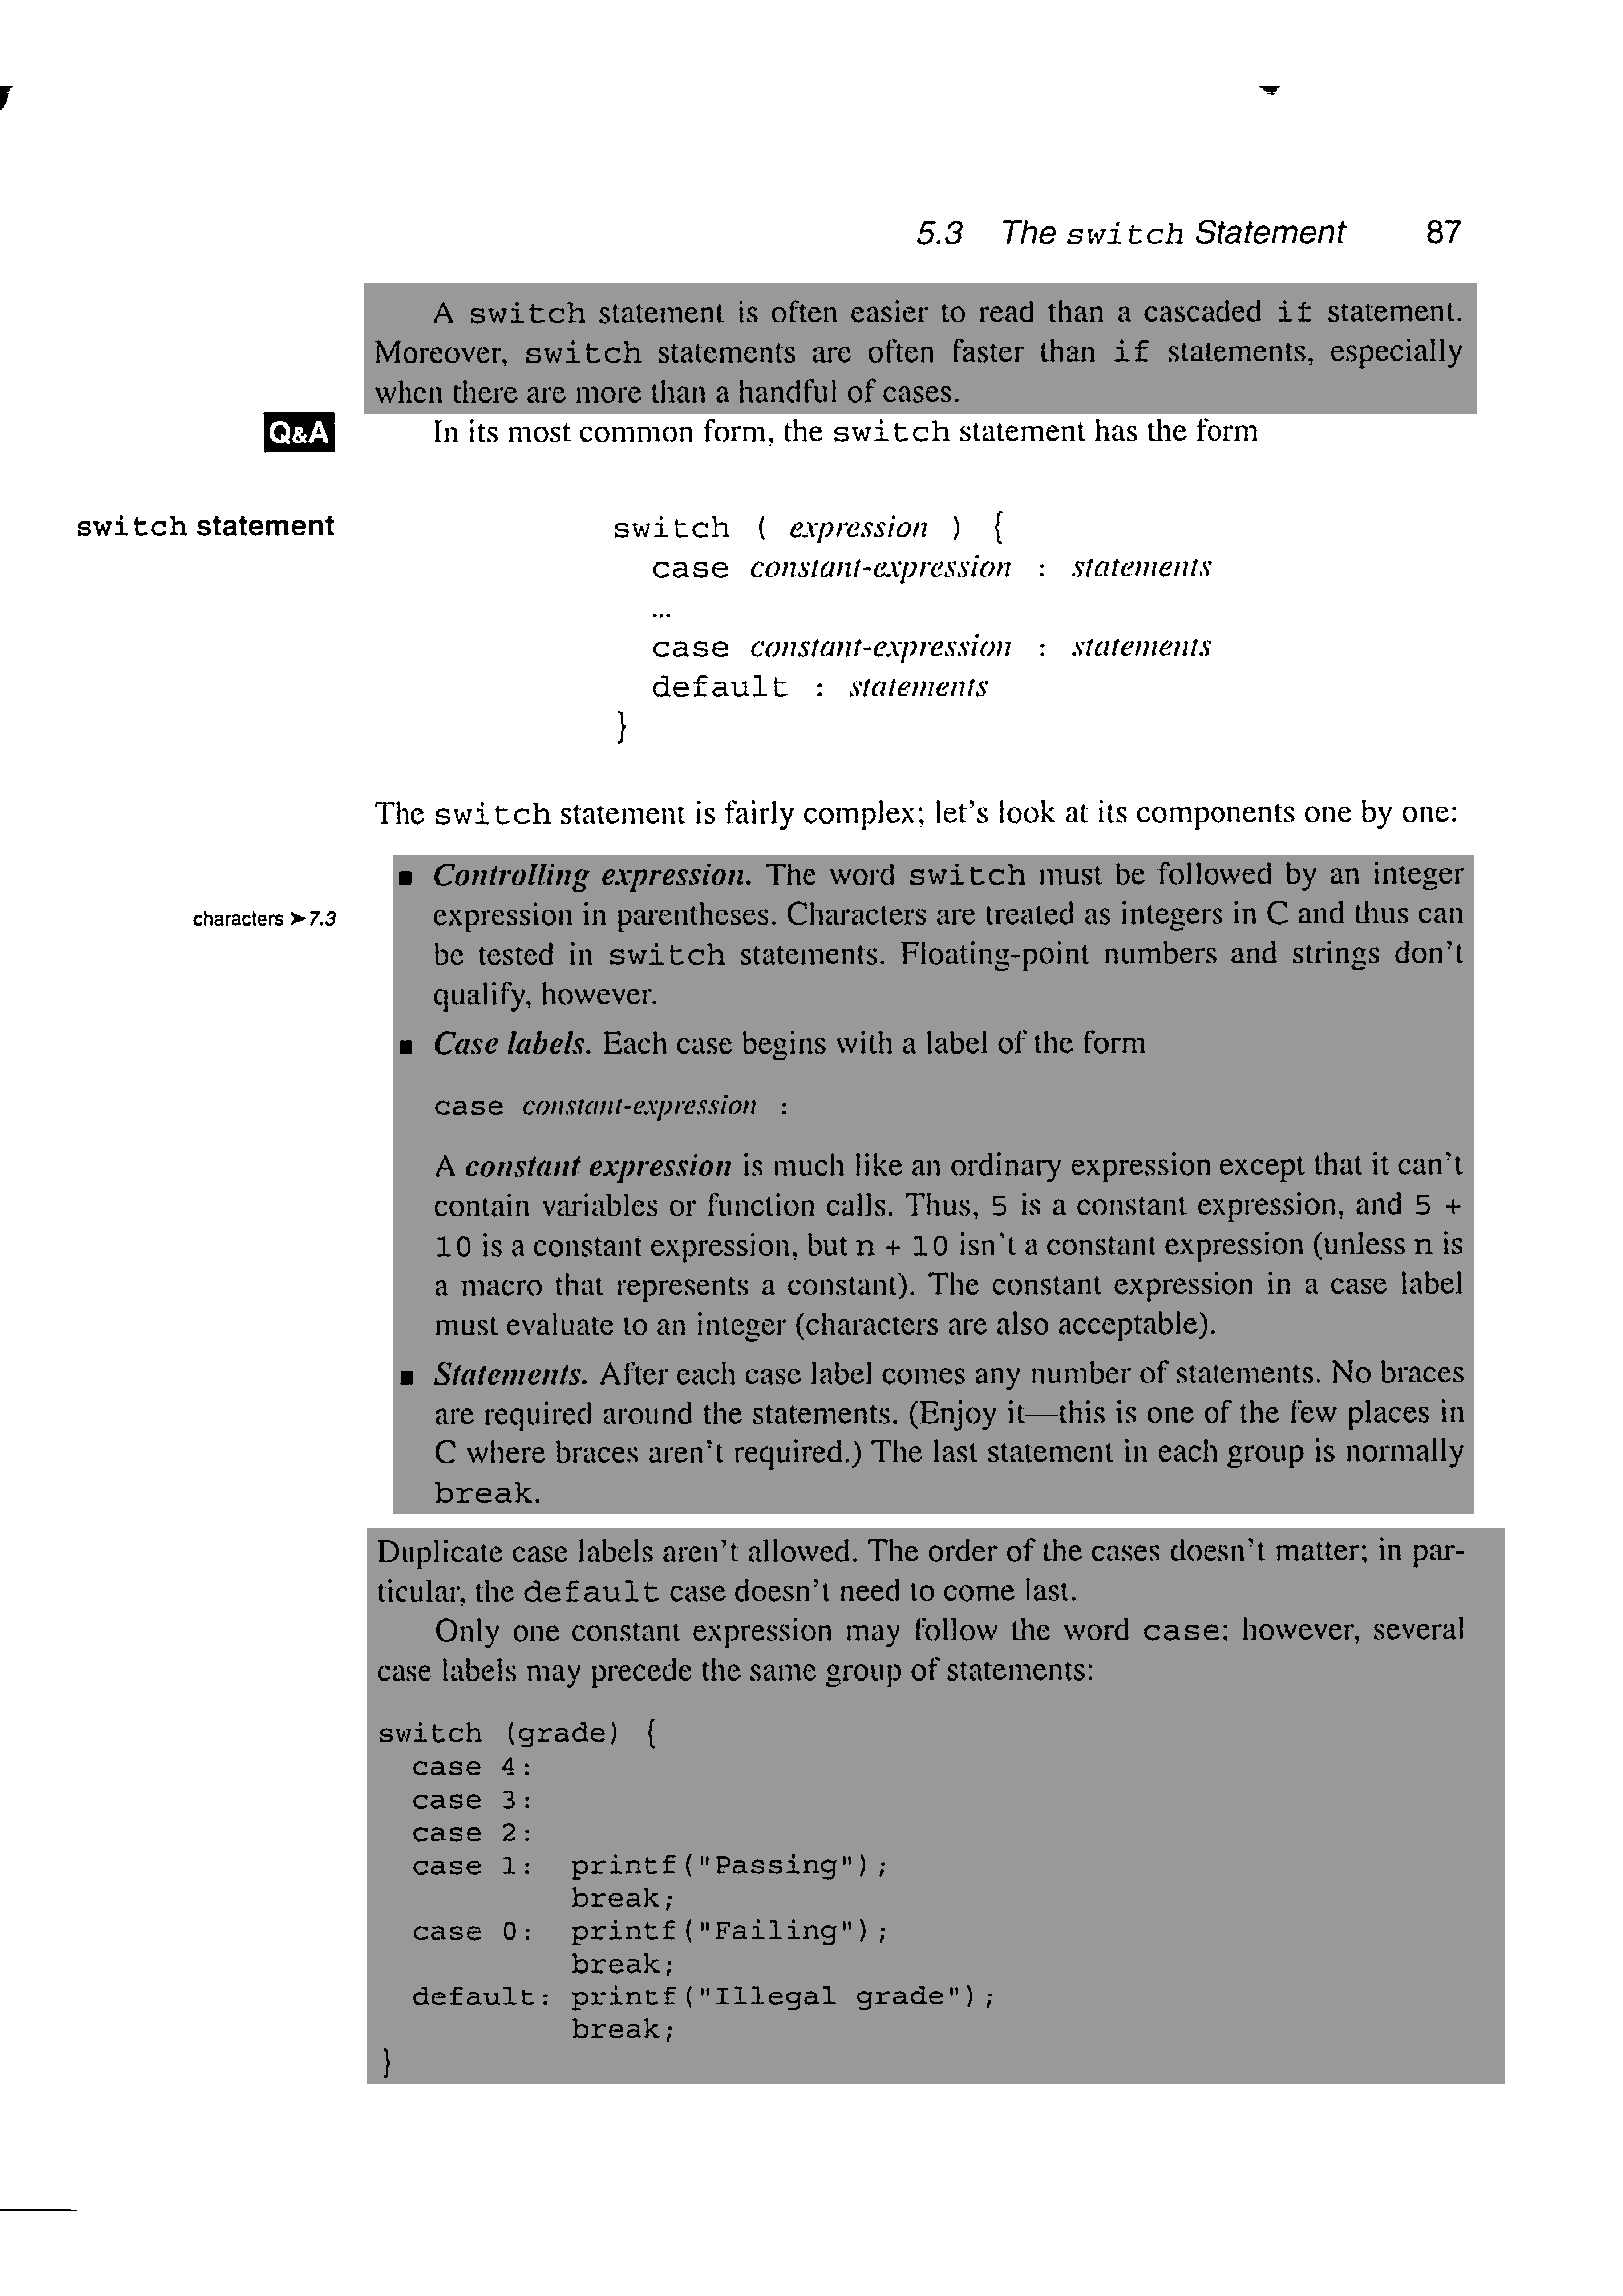 5.3 The switch Statement 87
A switch statement is often easier to read than a cascaded if statement.
Moreover, switch statements are often faster than if statements, especially
when there are more than a handful of cases.
Q&A In its most common form, the switch statement has the form
switch statement switch ( expression ) {
case constant-expression : statements
…
case constant-expression : statements
default : statements
}
The switch statement is fairly complex; let's look at its components one by one:
■ Controlling expression. The word switch must be followed by an integer
characters ➤7.3 expression in parentheses. Characters are treated as integers in C and thus can
be tested in switch statements. Floating-point numbers and strings don't
qualify, however.
■ Case labels. Each case begins with a label of the form
case constant-expression :
A constant expression is much like an ordinary expression except that it can't
contain variables or function calls. Thus, 5 is a constant expression, and 5 +
10 is a constant expression, but n + 10 isn't a constant expression (unless n is
a macro that represents a constant). The constant expression in a case label
must evaluate to an integer (characters are also acceptable).
■ Statements. After each case label comes any number of statements. No braces
are required around the statements. (Enjoy it—this is one of the few places in
C where braces aren't required.) The last statement in each group is normally
break.
Duplicate case labels aren't allowed. The order of the cases doesn't matter; in par-
ticular, the default case doesn't need to come last.
Only one constant expression may follow the word case; however, several
case labels may precede the same group of statements:
switch (grade) {
case 4:
case 3:
case 2:
case 1: printf("Passing");
break;
case 0: printf("Failing");
break;
default: printf("Illegal grade");
break;
}